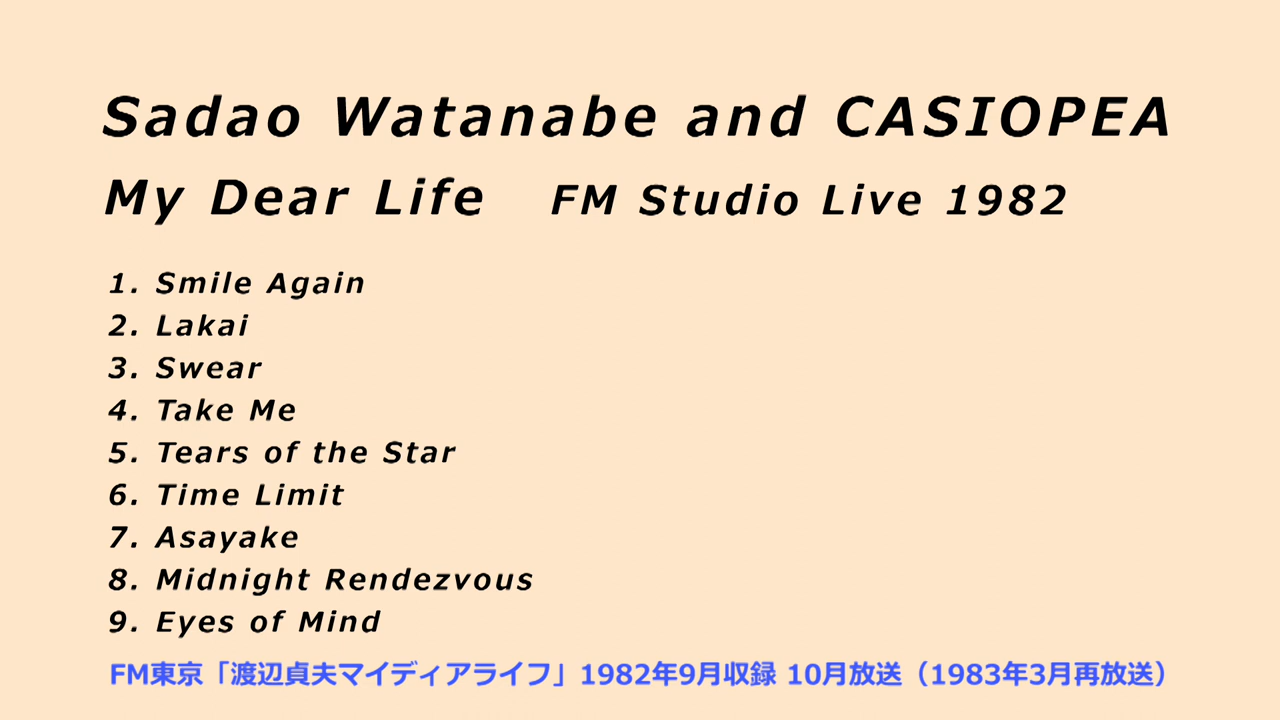 Sadao Watanabe and CASIOPEA
My Dear Life FM Studio Live 1982
1. Smile Again
2. Lakai
3. Swear
4. Take Me
5. Tears of the Star
6. Time Limit
7. Asayake
8. Midnight Rendezvous
9. Eyes of Mind
FM東京「渡辺貞夫マイディアライフ」1982年9月収録 10月放送（1983年3月再放送）